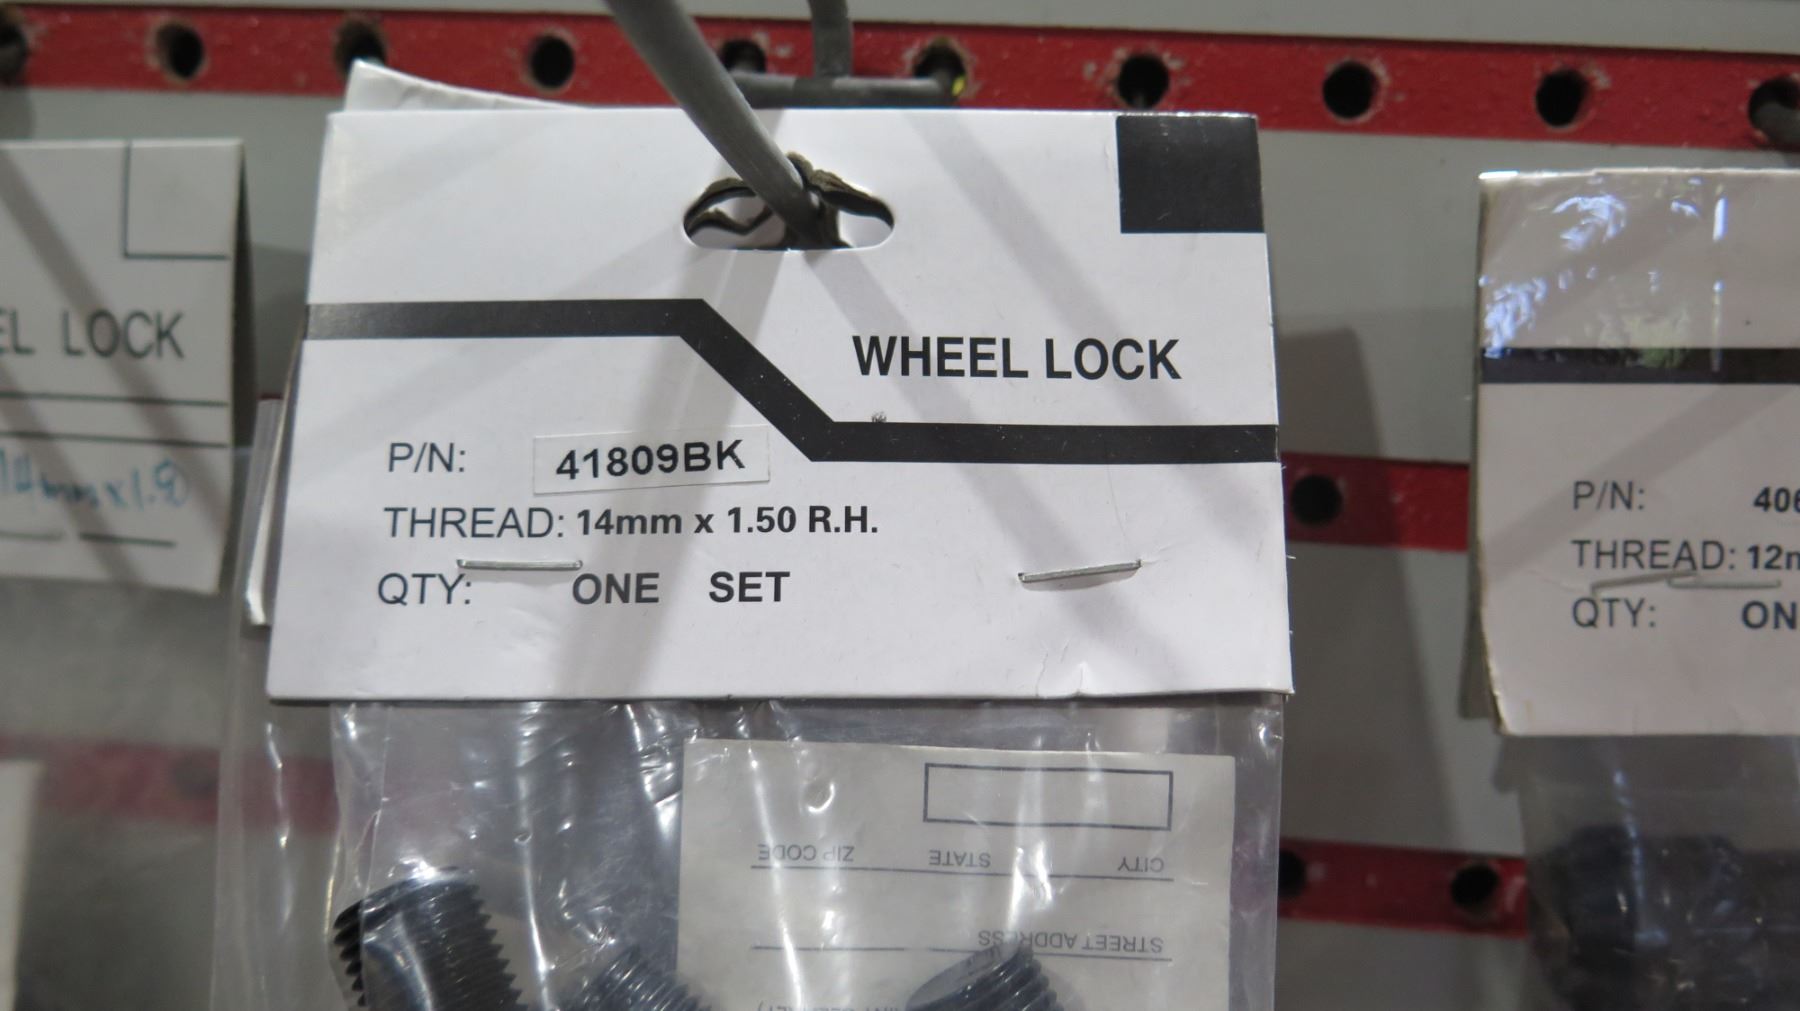 WHEEL LOCK
P/N: 41809BK
THREAD: 14mm x 1.50 R.H.
QTY: ONE SET
LOCK
P/N:
THREAD:
QTY:
CITY STATE ZIP CODE
STREET ADDRESS